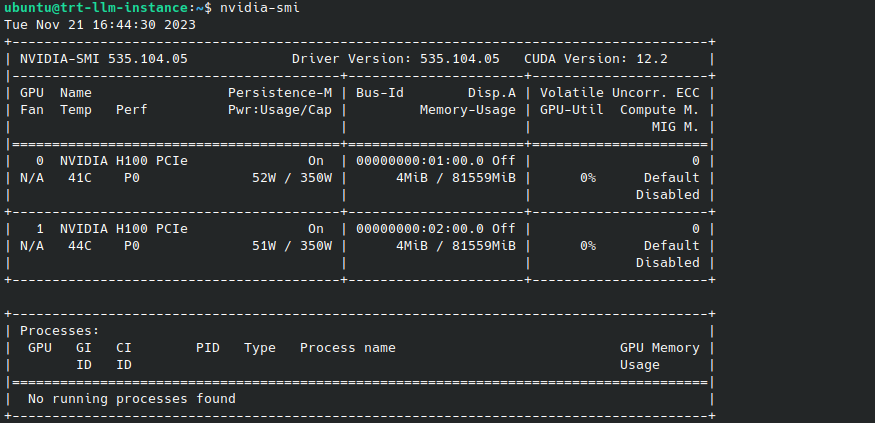 ubuntu@trt-llm-instance:~$ nvidia-smi
Tue Nov 21 16:44:30 2023
+---------------------------------------------------------------------------------------+
| NVIDIA-SMI 535.104.05             Driver Version: 535.104.05   CUDA Version: 12.2     |
|-----------------------------------------+----------------------+----------------------+
| GPU  Name                 Persistence-M | Bus-Id        Disp.A | Volatile Uncorr. ECC |
| Fan  Temp   Perf          Pwr:Usage/Cap |         Memory-Usage | GPU-Util  Compute M. |
|                                         |                      |               MIG M. |
|=========================================+======================+======================|
|   0  NVIDIA H100 PCIe               On  | 00000000:01:00.0 Off |                    0 |
| N/A   41C    P0              52W / 350W |      4MiB / 81559MiB |      0%      Default |
|                                         |                      |             Disabled |
+-----------------------------------------+----------------------+----------------------+
|   1  NVIDIA H100 PCIe               On  | 00000000:02:00.0 Off |                    0 |
| N/A   44C    P0              51W / 350W |      4MiB / 81559MiB |      0%      Default |
|                                         |                      |             Disabled |
+-----------------------------------------+----------------------+----------------------+

+---------------------------------------------------------------------------------------+
| Processes:                                                                            |
|  GPU   GI   CI        PID   Type   Process name                            GPU Memory |
|        ID   ID                                                             Usage      |
|=======================================================================================|
|  No running processes found                                                           |
+---------------------------------------------------------------------------------------+